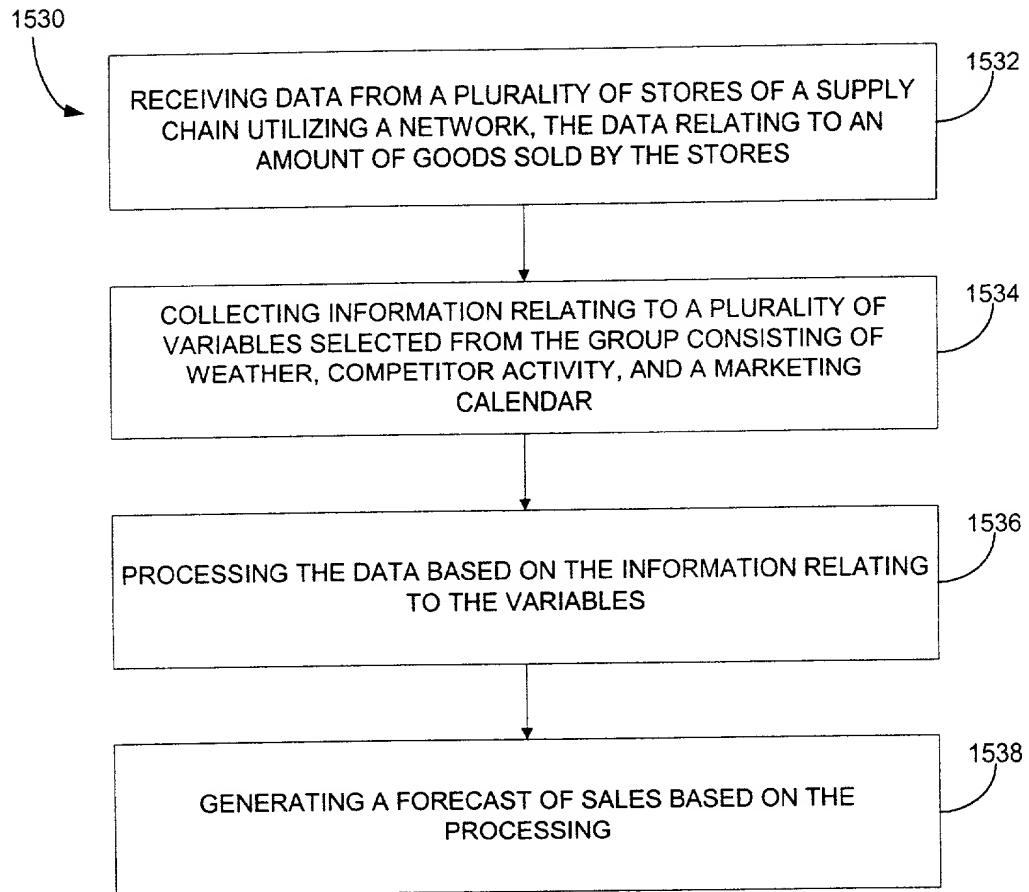 1530
1532
RECEIVING DATA FROM A PLURALITY OF STORES OF A SUPPLY
CHAIN UTILIZING A NETWORK, THE DATA RELATING TO AN
AMOUNT OF GOODS SOLD BY THE STORES
1534
COLLECTING INFORMATION RELATING TO A PLURALITY OF
VARIABLES SELECTED FROM THE GROUP CONSISTING OF
WEATHER, COMPETITOR ACTIVITY, AND A MARKETING
CALENDAR
1536
PROCESSING THE DATA BASED ON THE INFORMATION RELATING
TO THE VARIABLES
1538
GENERATING A FORECAST OF SALES BASED ON THE
PROCESSING